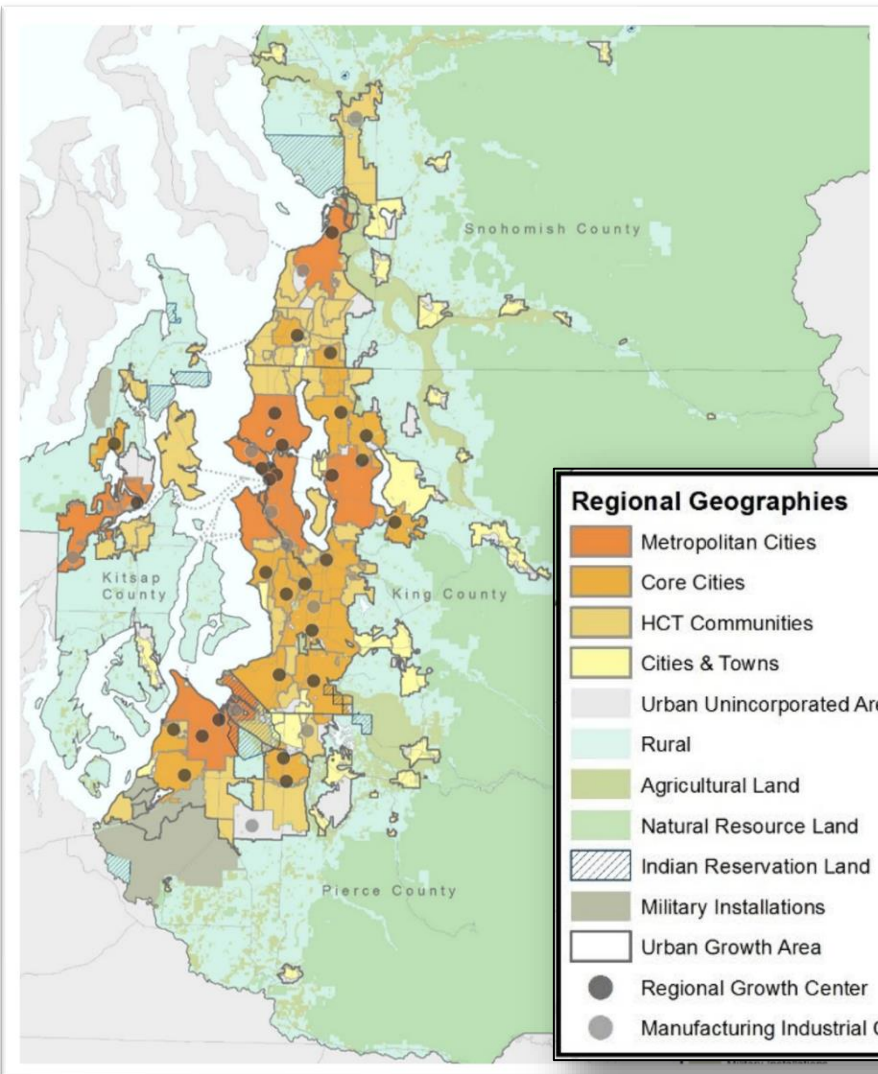 Snohomish County
Kitsap
County
King County
Pierce County
Regional Geographies
Metropolitan Cities
Core Cities
HCT Communities
Cities & Towns
Urban Unincorporated Are
Rural
Agricultural Land
Natural Resource Land
Indian Reservation Land
Military Installations
Urban Growth Area
Regional Growth Center
Manufacturing Industrial C